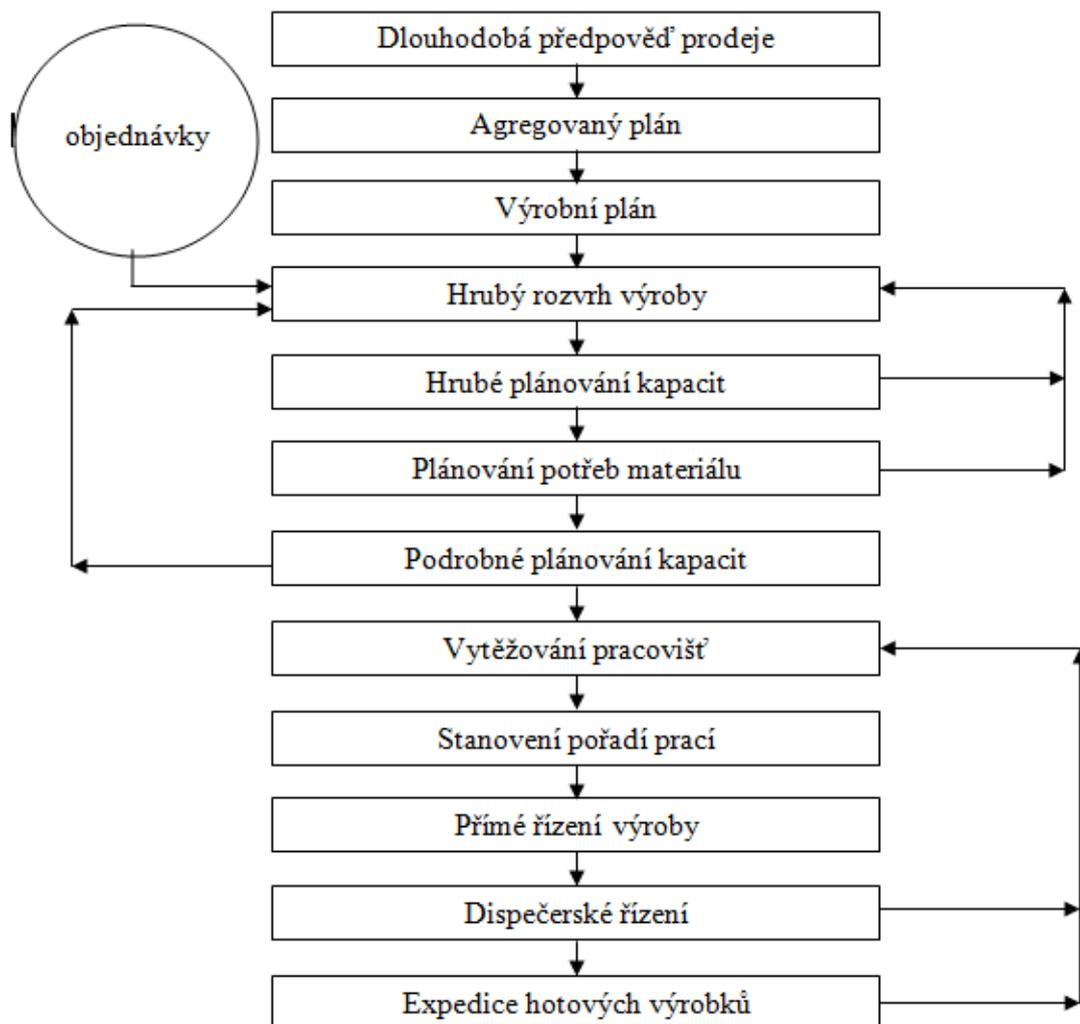 Dlouhodobá předpověď prodeje
objednávky
Agregovaný plán
Výrobní plán
Hrubý rozvrh výroby
Hrubé plánování kapacit
Plánování potřeb materiálu
Podrobné plánování kapacit
Vytěžování pracovišť
Stanovení pořadí prací
Přímé řízení výroby
Dispečerské řízení
Expedice hotových výrobků